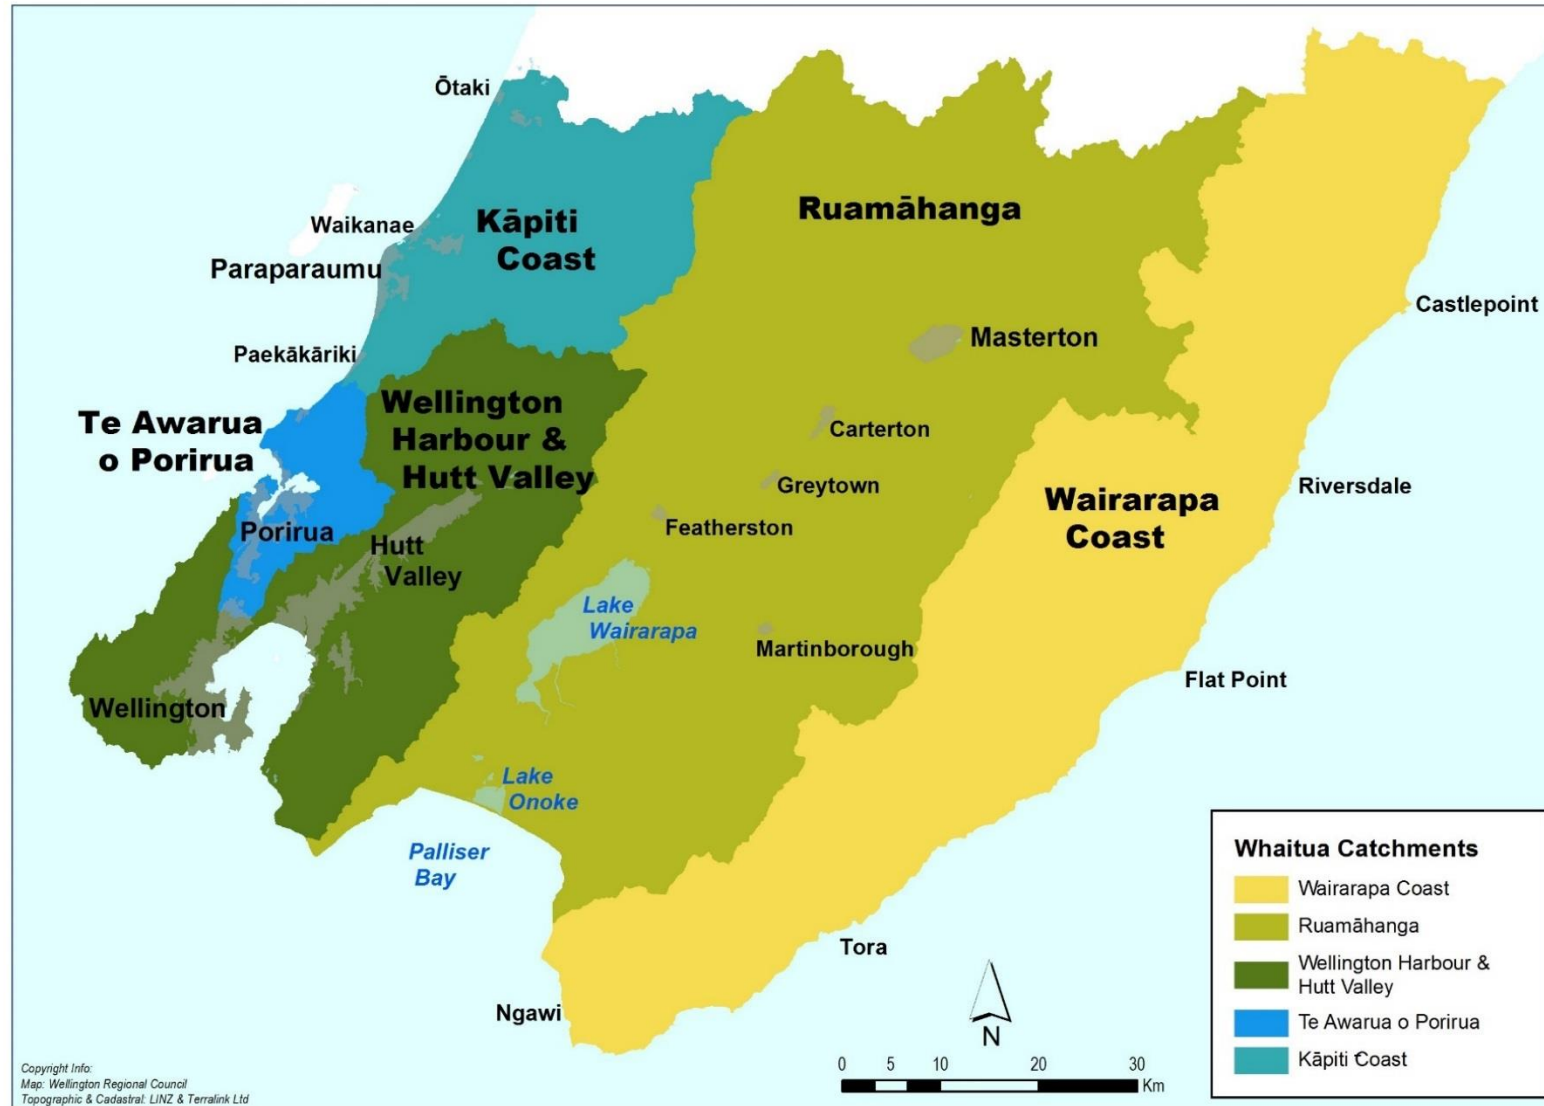 Ōtaki
Waikanae
Paraparaumu
Paekākāriki
Kāpiti
Coast
Ruamāhanga
Castlepoint
Masterton
Te Awarua
o Porirua
Wellington
Harbour &
Hutt Valley
Carterton
Greytown
Featherston
Wairarapa
Coast
Riversdale
Porirua
Hutt
Valley
Lake
Wairarapa
Martinborough
Flat Point
Wellington
Lake
Onoke
Palliser
Bay
Tora
Ngawi
N
0 5 10 20 30
Km
Whaitua Catchments
Wairarapa Coast
Ruamāhanga
Wellington Harbour &
Hutt Valley
Te Awarua o Porirua
Kāpiti Coast
Copyright Info:
Map: Wellington Regional Council
Topographic & Cadastral: LINZ & Terralink Ltd